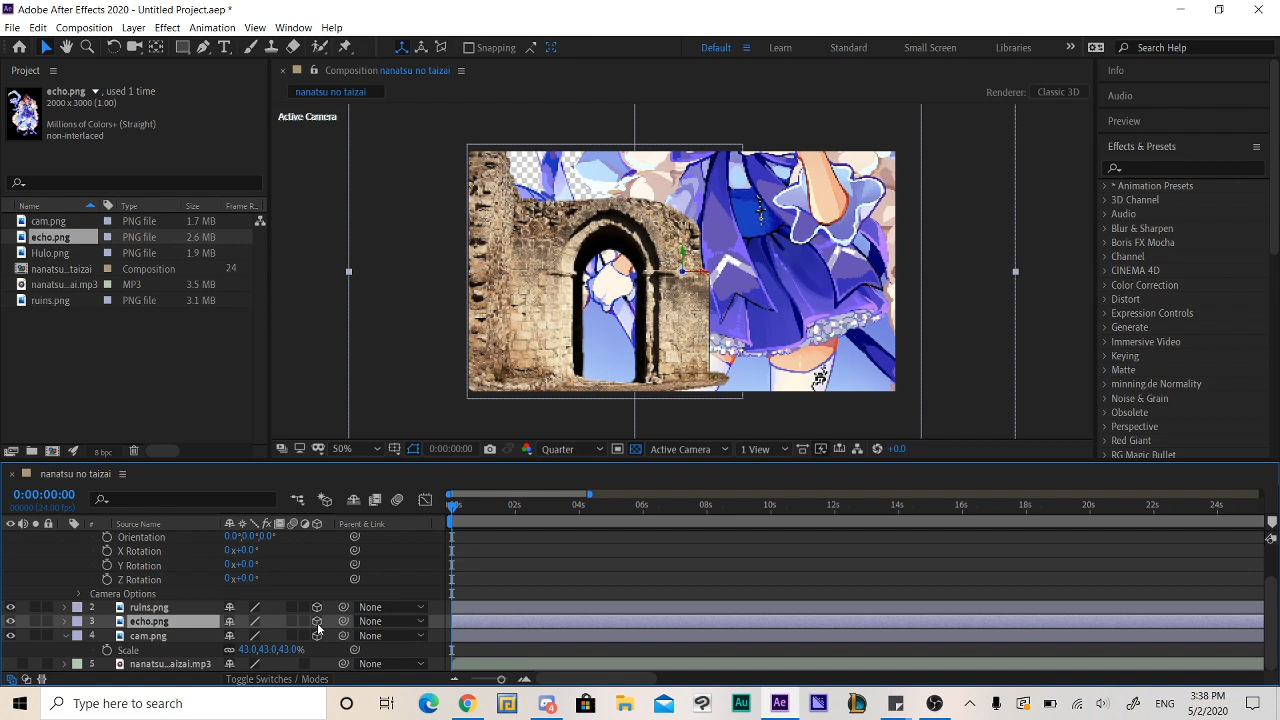 Adobe After Effects 2020 - Untitled Project.aep *
File Edit Composition Layer Effect Animation View Window Help
Snapping
Default Learn Standard Small Screen Libraries Search Help
Project
echo.png , used 1 time
2000 x 3000 (1.00)
Millions of Colors+ (Straight)
non-interlaced
Name Type Size Frame R...
cam.png PNG file 1.7 MB
echo.png PNG file 2.6 MB
Hulo.png PNG file 1.9 MB
nanatsu...taizai Composition 24
nanatsu...ai.mp3 MP3 3.5 MB
ruins.png PNG file 3.1 MB
8 bpc
Composition nanatsu no taizai
nanatsu no taizai
Renderer: Classic 3D
Active Camera
50% 0:00:00:00 Quarter Active Camera 1 View +0.0
Info
Audio
Preview
Effects & Presets
* Animation Presets
3D Channel
Audio
Blur & Sharpen
Boris FX Mocha
Channel
CINEMA 4D
Color Correction
Distort
Expression Controls
Generate
Immersive Video
Keying
Matte
minning.de Normality
Noise & Grain
Obsolete
Perspective
Red Giant
RG Magic Bullet
nanatsu no taizai
0:00:00:00
00000 (24.00 fps)
# Source Name Parent & Link
02s 04s 06s 08s 10s 12s 14s 16s 18s 20s 22s 24s
Orientation 0.0°,0.0°,0.0°
X Rotation 0x+0.0°
Y Rotation 0x+0.0°
Z Rotation 0x+0.0°
Camera Options
2 ruins.png None
3 echo.png None
4 cam.png None
Scale 43.0,43.0,43.0%
5 nanatsu...aizai.mp3 None
Toggle Switches / Modes
Type here to search
3:38 PM
5/2/2020